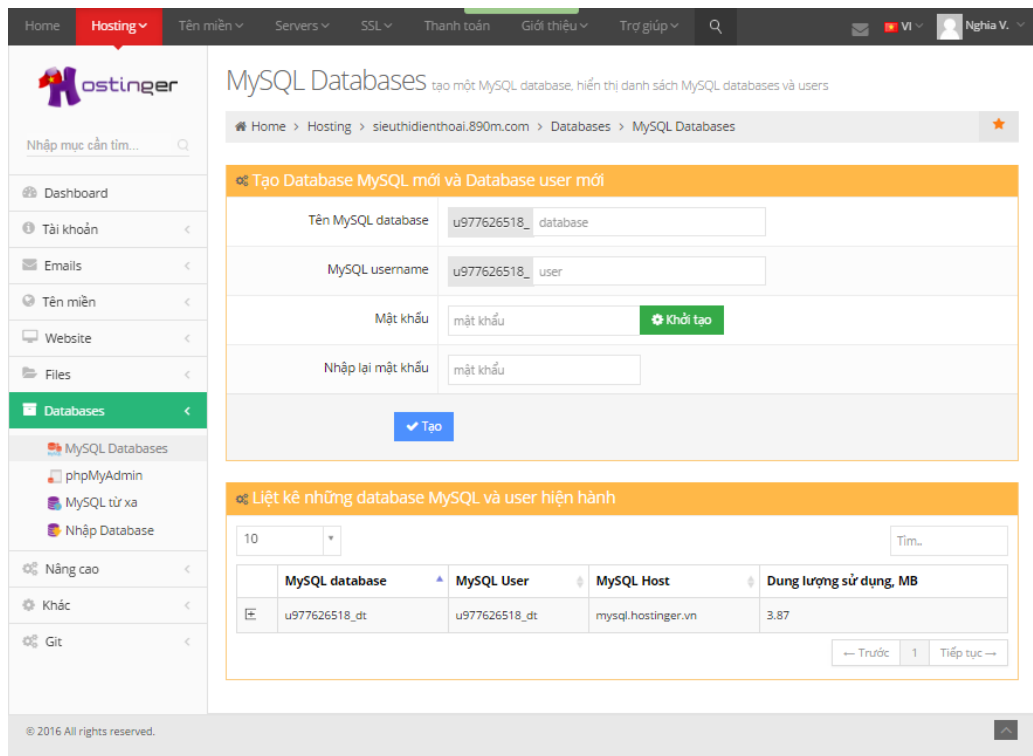 Home Hosting Tên miền Servers SSL Thanh toán Giới thiệu Trợ giúp VI Nghia V.
Hostinger
MySQL Databases tạo một MySQL database, hiển thị danh sách MySQL databases và users
Home > Hosting > sieuthidienthoai.890m.com > Databases > MySQL Databases
Nhập mục cần tìm...
Dashboard
Tài khoản
Emails
Tên miền
Website
Files
Databases
MySQL Databases
phpMyAdmin
MySQL từ xa
Nhập Database
Nâng cao
Khác
Git
Tạo Database MySQL mới và Database user mới
Tên MySQL database u977626518_ database
MySQL username u977626518_ user
Mật khẩu mật khẩu Khởi tạo
Nhập lại mật khẩu mật khẩu
Tạo
Liệt kê những database MySQL và user hiện hành
10 Tìm..
MySQL database MySQL User MySQL Host Dung lượng sử dụng, MB
u977626518_dt u977626518_dt mysql.hostinger.vn 3.87
← Trước 1 Tiếp tục →
© 2016 All rights reserved.